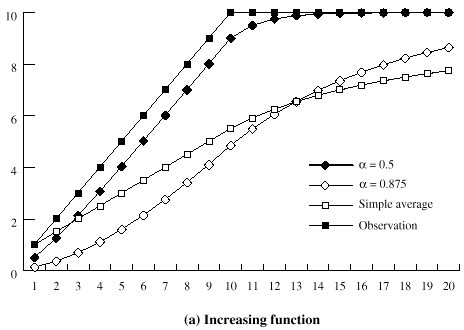 10
8
6
4
2
0
α = 0.5
α = 0.875
Simple average
Observation
1 2 3 4 5 6 7 8 9 10 11 12 13 14 15 16 17 18 19 20
(a) Increasing function